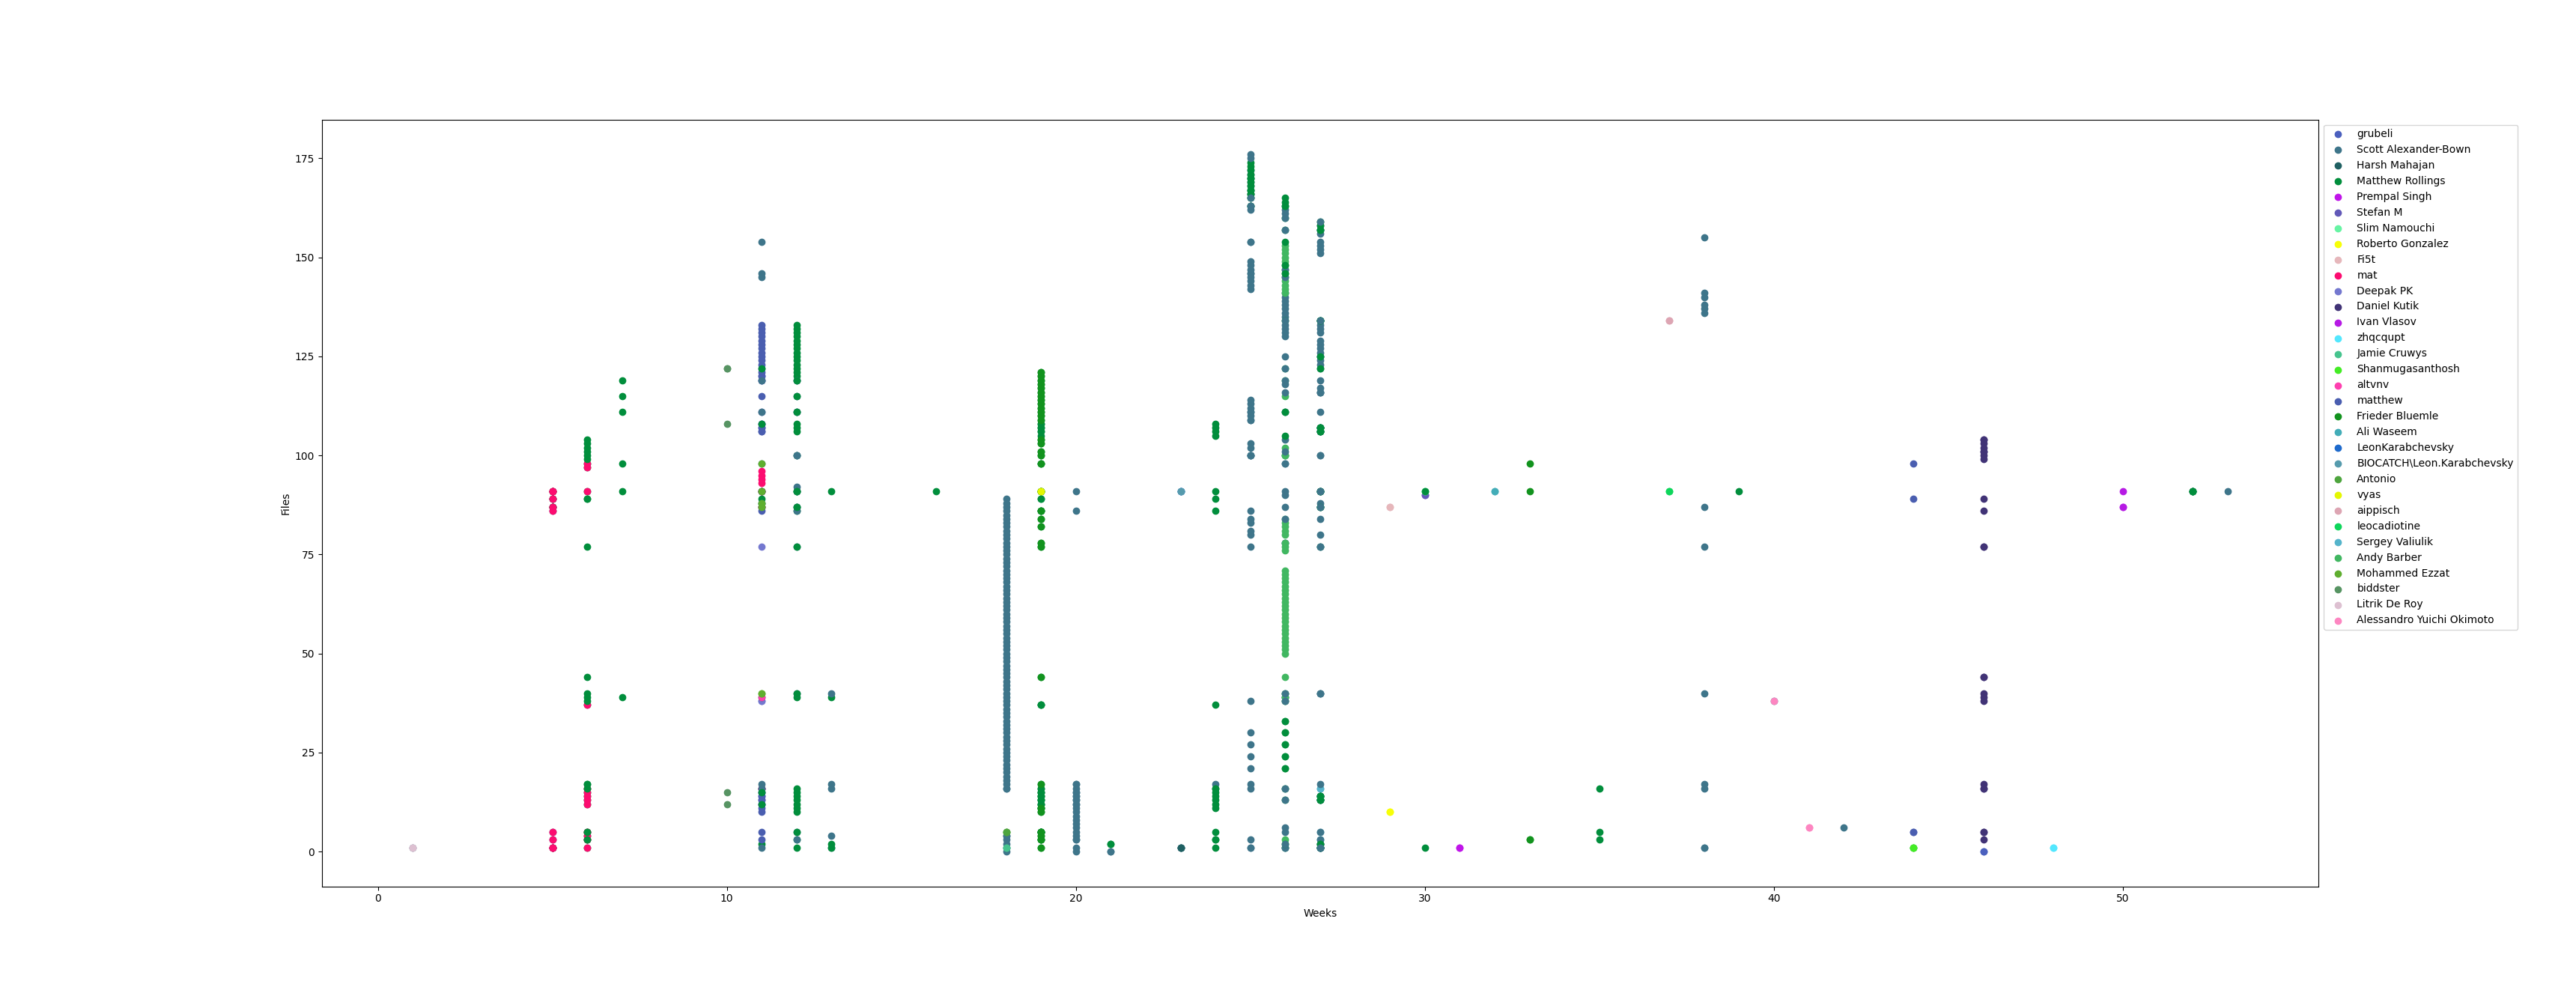 175
150
125
100
75
50
25
0
Files
0 10 20 30 40 50
Weeks
grubeli
Scott Alexander-Bown
Harsh Mahajan
Matthew Rollings
Prempal Singh
Stefan M
Slim Namouchi
Roberto Gonzalez
Fi5t
mat
Deepak PK
Daniel Kutik
Ivan Vlasov
zhqcqupt
Jamie Cruwys
Shanmugasanthosh
altvnv
matthew
Frieder Bluemle
Ali Waseem
LeonKarabchevsky
BIOCATCH\Leon.Karabchevsky
Antonio
vyas
aippisch
leocadiotine
Sergey Valiulik
Andy Barber
Mohammed Ezzat
biddster
Litrik De Roy
Alessandro Yuichi Okimoto